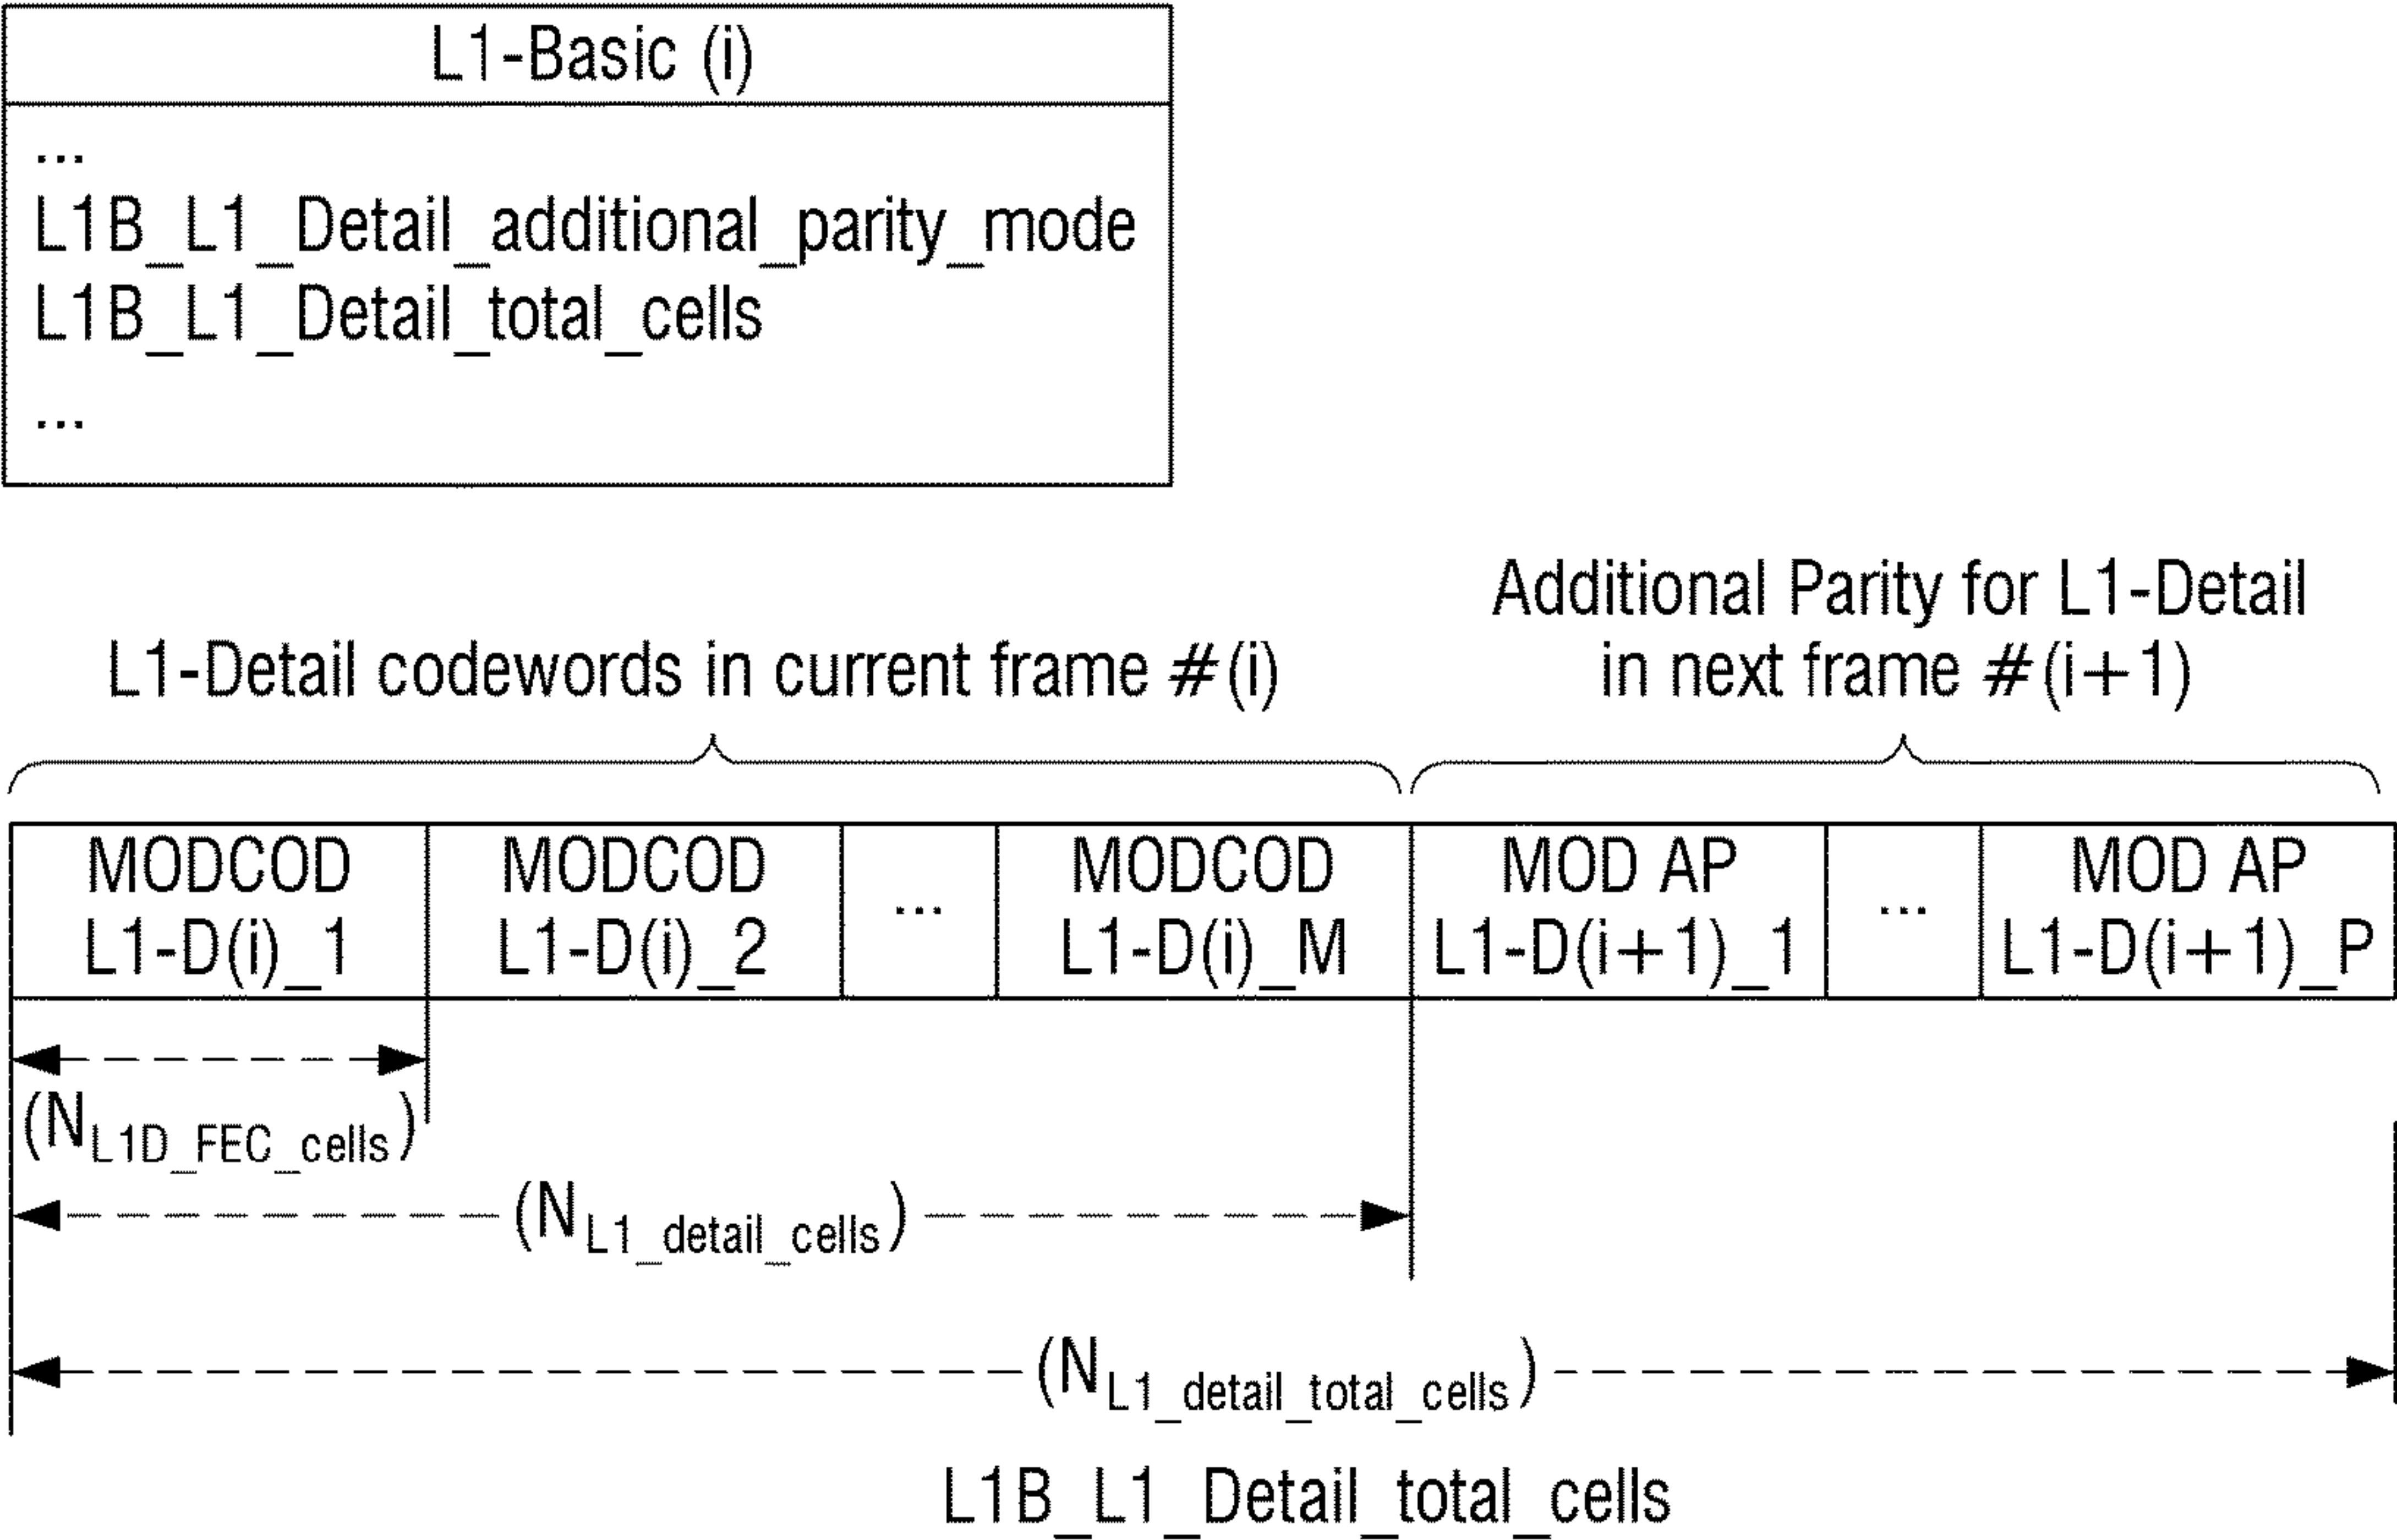 L1-Basic (i)
...
L1B_L1_Detail_additional_parity_mode
L1B_L1_Detail_total_cells
...
L1-Detail codewords in current frame #(i)
Additional Parity for L1-Detail
in next frame #(i+1)
MODCOD
L1-D(i)_1
MODCOD
L1-D(i)_2
...
MODCOD
L1-D(i)_M
MOD AP
L1-D(i+1)_1
...
MOD AP
L1-D(i+1)_P
(NL1D_FEC_cells)
(NL1_detail_cells)
(NL1_detail_total_cells)
L1B_L1_Detail_total_cells